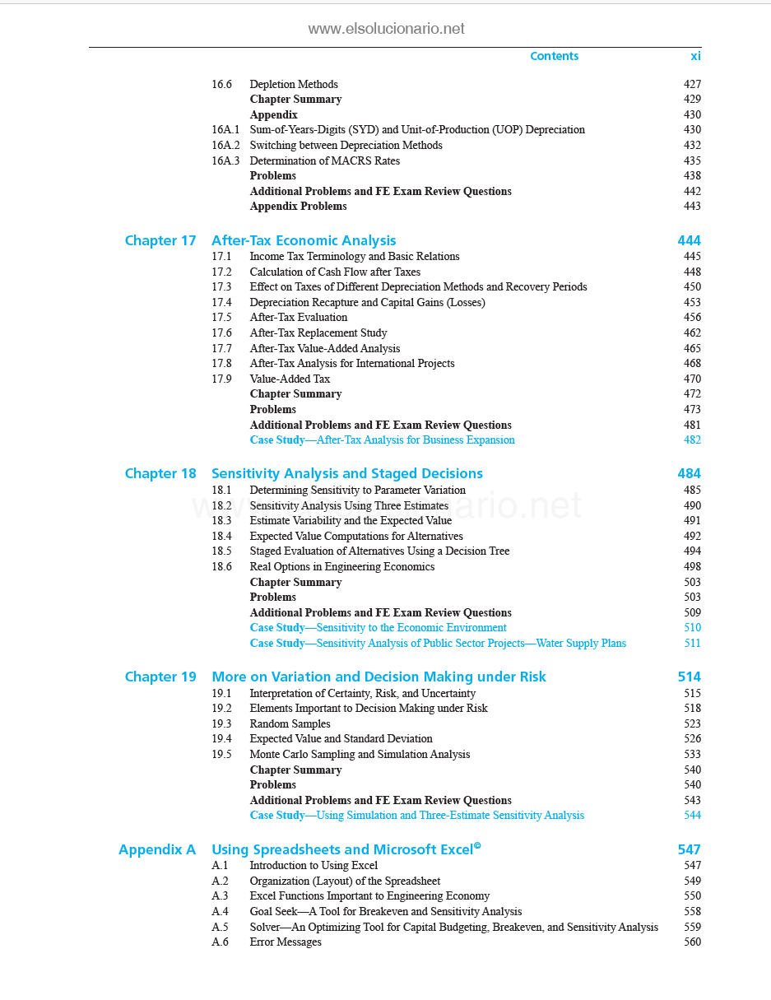 www.elsolucionario.net
Contents xi
16.6 Depletion Methods 427
Chapter Summary 429
Appendix 430
16A.1 Sum-of-Years-Digits (SYD) and Unit-of-Production (UOP) Depreciation 430
16A.2 Switching between Depreciation Methods 432
16A.3 Determination of MACRS Rates 435
Problems 438
Additional Problems and FE Exam Review Questions 442
Appendix Problems 443
Chapter 17 After-Tax Economic Analysis 444
17.1 Income Tax Terminology and Basic Relations 445
17.2 Calculation of Cash Flow after Taxes 448
17.3 Effect on Taxes of Different Depreciation Methods and Recovery Periods 450
17.4 Depreciation Recapture and Capital Gains (Losses) 453
17.5 After-Tax Evaluation 456
17.6 After-Tax Replacement Study 462
17.7 After-Tax Value-Added Analysis 465
17.8 After-Tax Analysis for International Projects 468
17.9 Value-Added Tax 470
Chapter Summary 472
Problems 473
Additional Problems and FE Exam Review Questions 481
Case Study—After-Tax Analysis for Business Expansion 482
Chapter 18 Sensitivity Analysis and Staged Decisions 484
18.1 Determining Sensitivity to Parameter Variation 485
www.elsolucionario.net
18.2 Sensitivity Analysis Using Three Estimates 490
18.3 Estimate Variability and the Expected Value 491
18.4 Expected Value Computations for Alternatives 492
18.5 Staged Evaluation of Alternatives Using a Decision Tree 494
18.6 Real Options in Engineering Economics 498
Chapter Summary 503
Problems 503
Additional Problems and FE Exam Review Questions 509
Case Study—Sensitivity to the Economic Environment 510
Case Study—Sensitivity Analysis of Public Sector Projects—Water Supply Plans 511
Chapter 19 More on Variation and Decision Making under Risk 514
19.1 Interpretation of Certainty, Risk, and Uncertainty 515
19.2 Elements Important to Decision Making under Risk 518
19.3 Random Samples 523
19.4 Expected Value and Standard Deviation 526
19.5 Monte Carlo Sampling and Simulation Analysis 533
Chapter Summary 540
Problems 540
Additional Problems and FE Exam Review Questions 543
Case Study—Using Simulation and Three-Estimate Sensitivity Analysis 544
Appendix A Using Spreadsheets and Microsoft Excel© 547
A.1 Introduction to Using Excel 547
A.2 Organization (Layout) of the Spreadsheet 549
A.3 Excel Functions Important to Engineering Economy 550
A.4 Goal Seek—A Tool for Breakeven and Sensitivity Analysis 558
A.5 Solver—An Optimizing Tool for Capital Budgeting, Breakeven, and Sensitivity Analysis 559
A.6 Error Messages 560